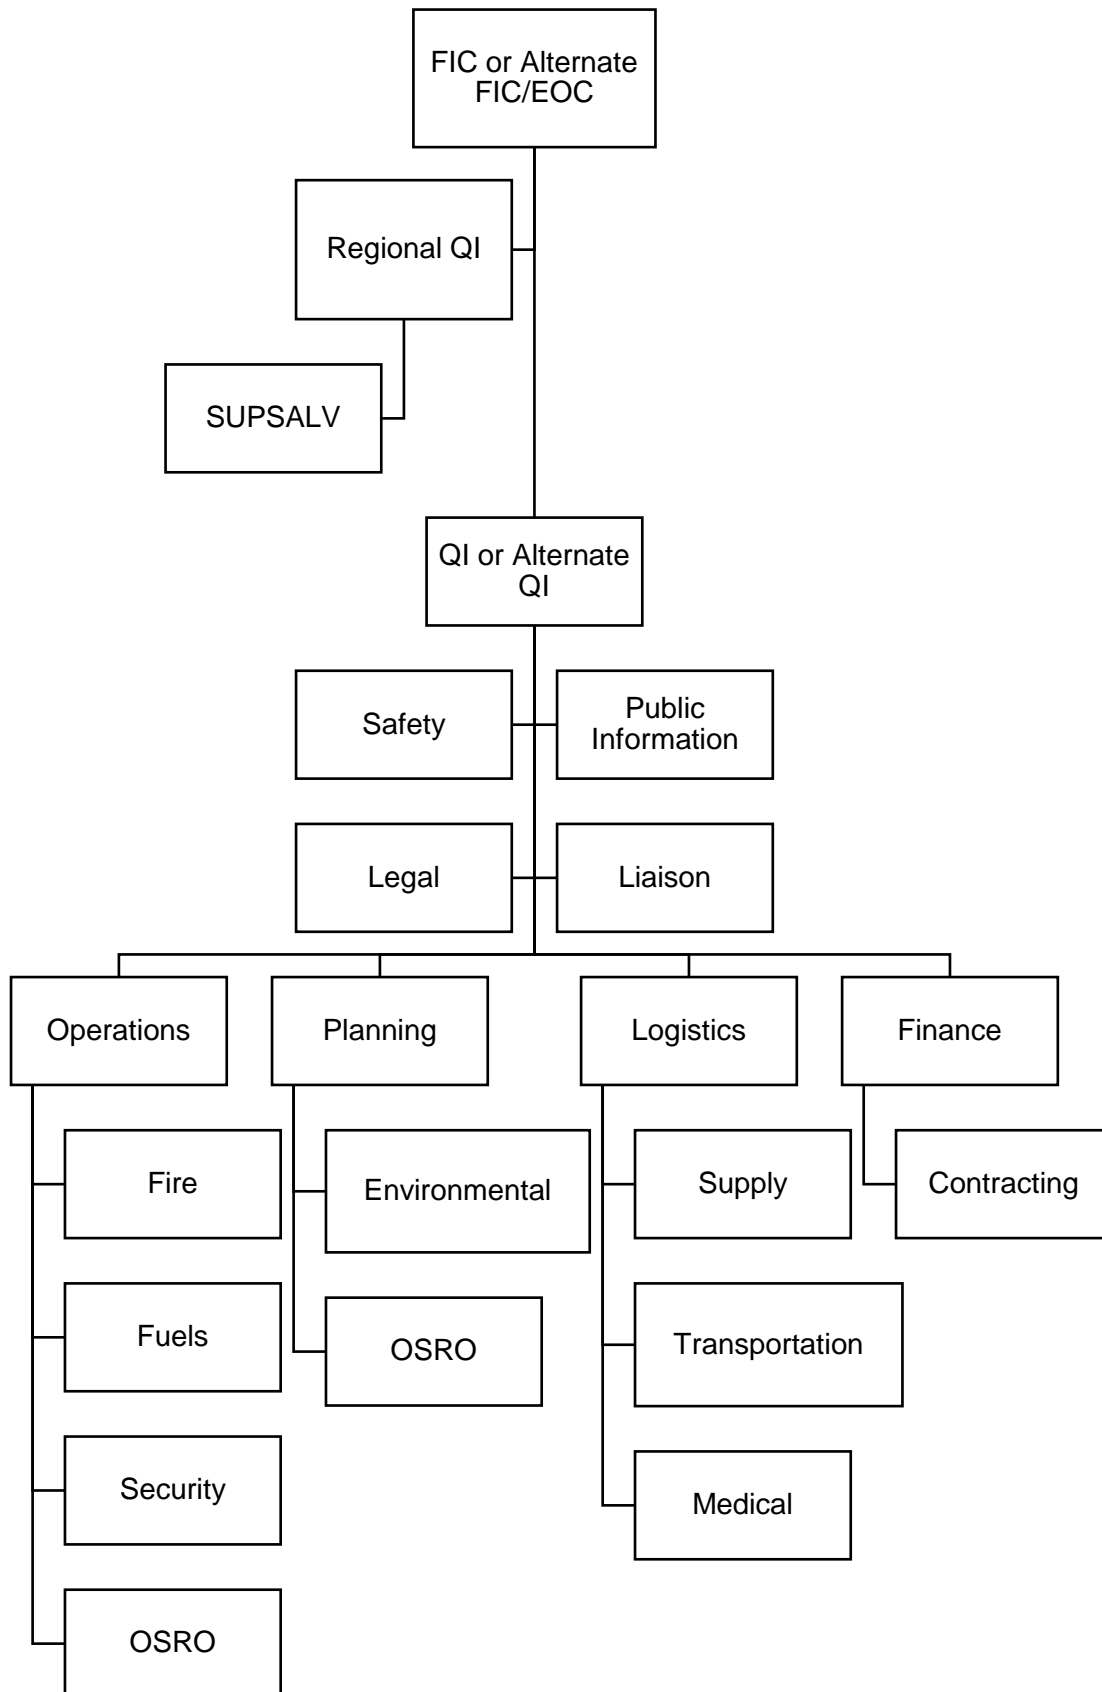 FIC or Alternate
FIC/EOC
Regional QI
SUPSALV
QI or Alternate
QI
Safety
Public
Information
Legal
Liaison
Operations
Planning
Logistics
Finance
Fire
Environmental
Supply
Contracting
Fuels
OSRO
Transportation
Security
Medical
OSRO